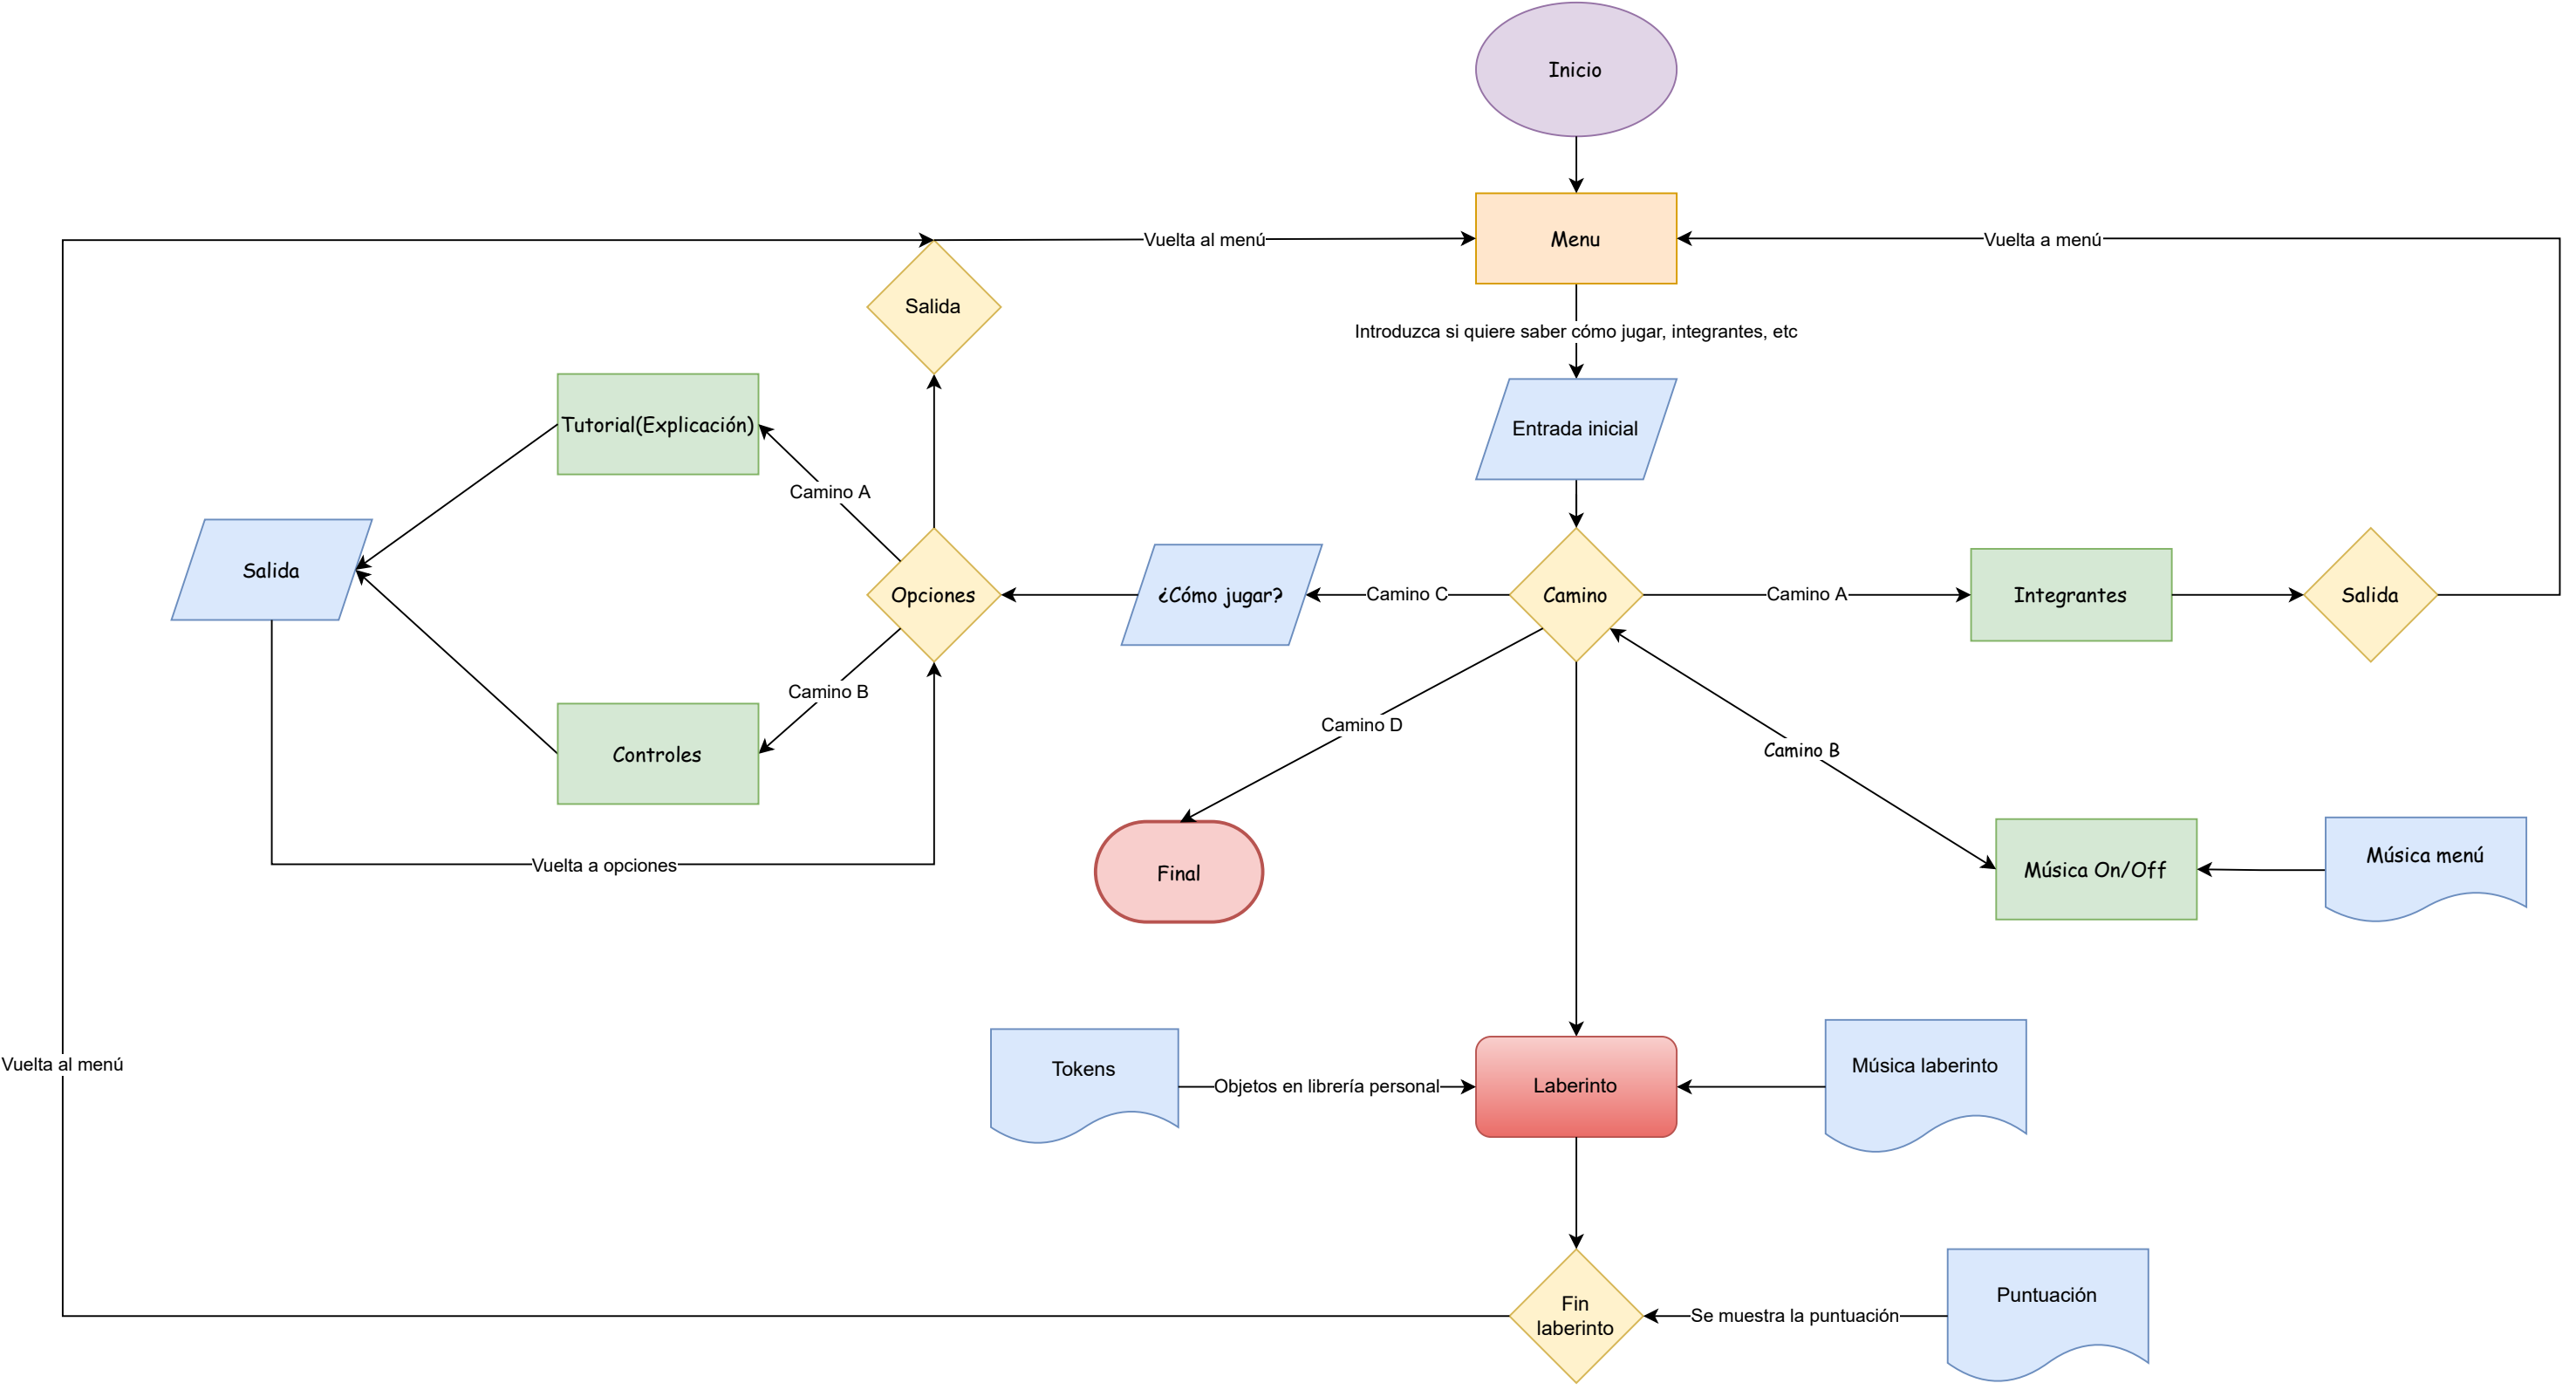 Inicio
Menu
Vuelta al menú
Vuelta a menú
Salida
Introduzca si quiere saber cómo jugar, integrantes, etc
Tutorial(Explicación)
Entrada inicial
Camino A
Salida
Opciones
¿Cómo jugar?
Camino C
Camino
Camino A
Integrantes
Salida
Camino B
Controles
Camino D
Camino B
Vuelta a opciones
Final
Música On/Off
Música menú
Vuelta al menú
Tokens
Objetos en librería personal
Laberinto
Música laberinto
Fin
laberinto
Se muestra la puntuación
Puntuación